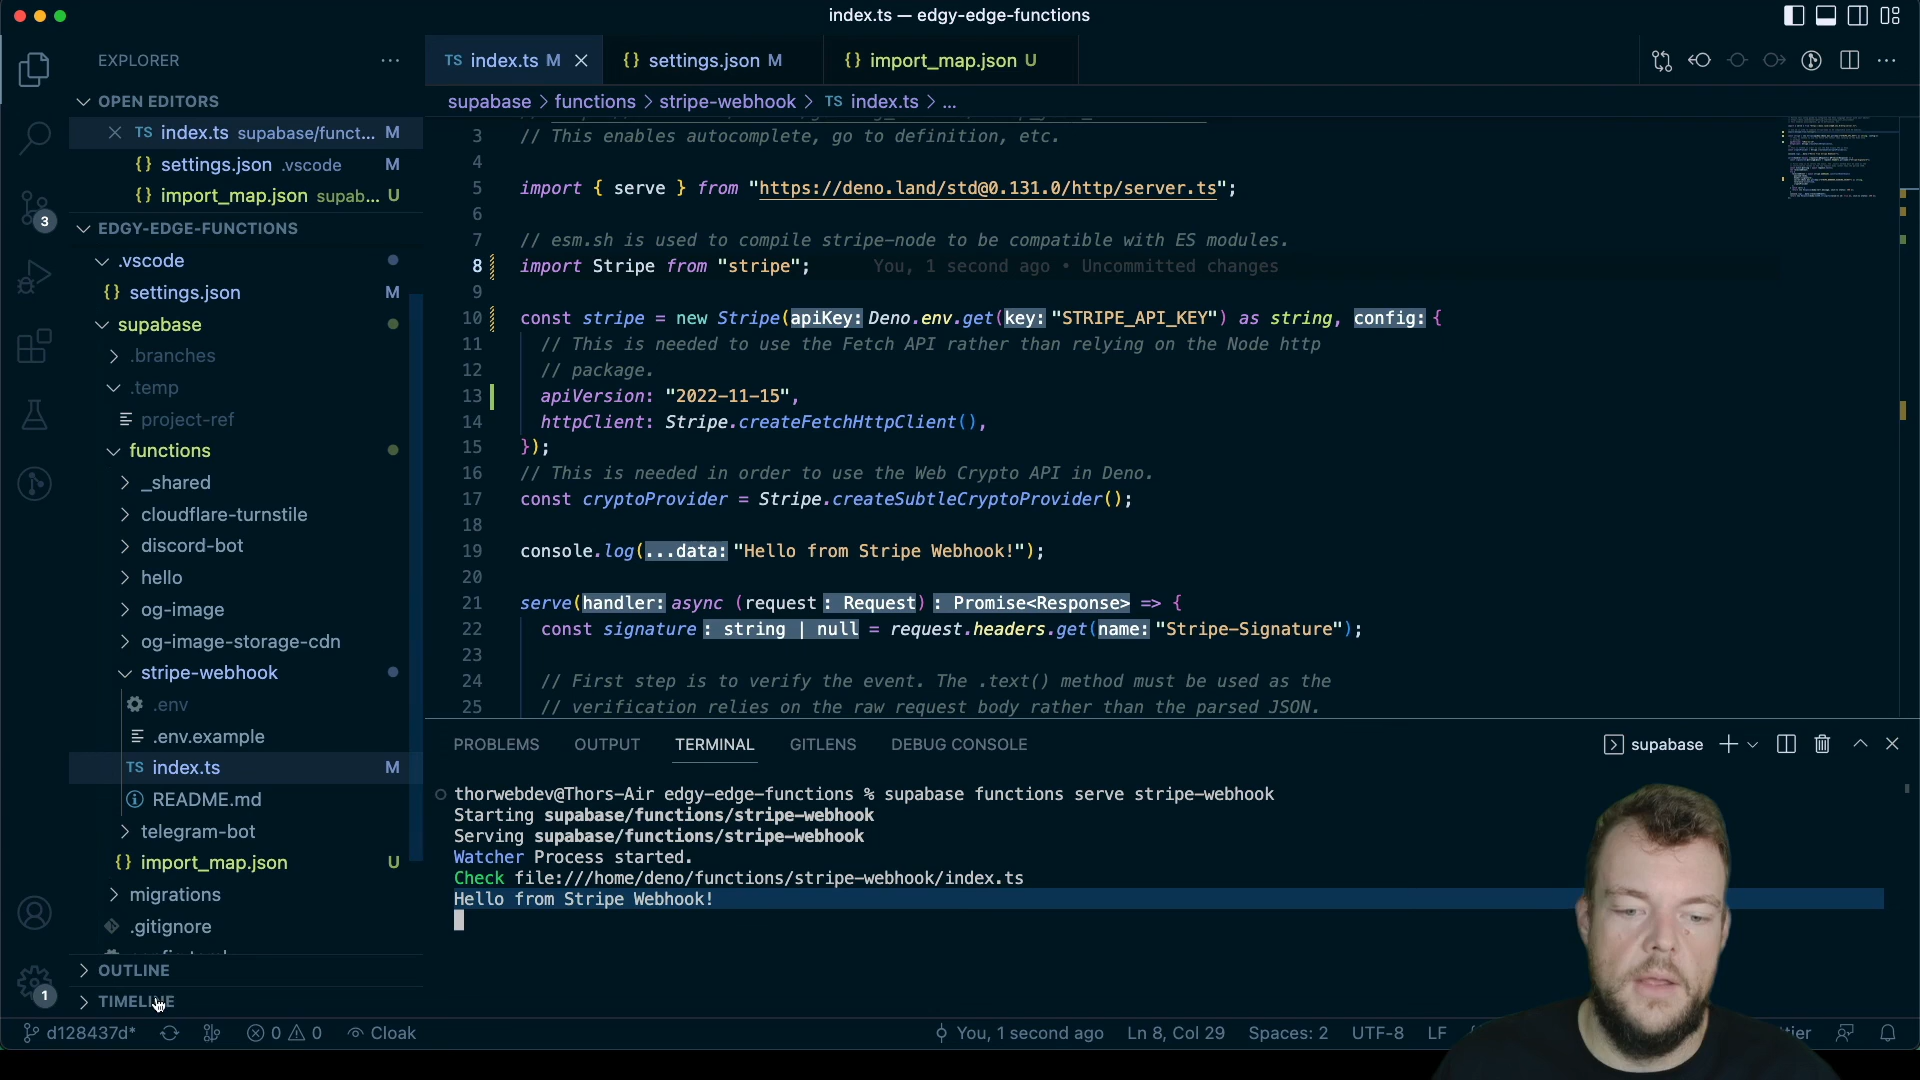 index.ts — edgy-edge-functions
EXPLORER
OPEN EDITORS
TS index.ts supabase/funct... M
{} settings.json .vscode M
{} import_map.json supab... U
EDGY-EDGE-FUNCTIONS
.vscode
{} settings.json M
supabase
.branches
.temp
project-ref
functions
_shared
cloudflare-turnstile
discord-bot
hello
og-image
og-image-storage-cdn
stripe-webhook
.env
.env.example
TS index.ts M
README.md
telegram-bot
{} import_map.json U
migrations
.gitignore
OUTLINE
TIMELINE
3
1
TS index.ts M
{} settings.json M
{} import_map.json U
supabase > functions > stripe-webhook > TS index.ts > ...
3 // This enables autocomplete, go to definition, etc.
4
5 import { serve } from "https://deno.land/std@0.131.0/http/server.ts";
6
7 // esm.sh is used to compile stripe-node to be compatible with ES modules.
8 import Stripe from "stripe"; You, 1 second ago • Uncommitted changes
9
10 const stripe = new Stripe(apiKey: Deno.env.get(key: "STRIPE_API_KEY") as string, config: {
11 // This is needed to use the Fetch API rather than relying on the Node http
12 // package.
13 apiVersion: "2022-11-15",
14 httpClient: Stripe.createFetchHttpClient(),
15 });
16 // This is needed in order to use the Web Crypto API in Deno.
17 const cryptoProvider = Stripe.createSubtleCryptoProvider();
18
19 console.log(...data: "Hello from Stripe Webhook!");
20
21 serve(handler: async (request : Request) : Promise<Response> => {
22 const signature : string | null = request.headers.get(name: "Stripe-Signature");
23
24 // First step is to verify the event. The .text() method must be used as the
25 // verification relies on the raw request body rather than the parsed JSON.
PROBLEMS OUTPUT TERMINAL GITLENS DEBUG CONSOLE
supabase
thorwebdev@Thors-Air edgy-edge-functions % supabase functions serve stripe-webhook
Starting supabase/functions/stripe-webhook
Serving supabase/functions/stripe-webhook
Watcher Process started.
Check file:///home/deno/functions/stripe-webhook/index.ts
Hello from Stripe Webhook!
d128437d* 0 0 Cloak
You, 1 second ago Ln 8, Col 29 Spaces: 2 UTF-8 LF